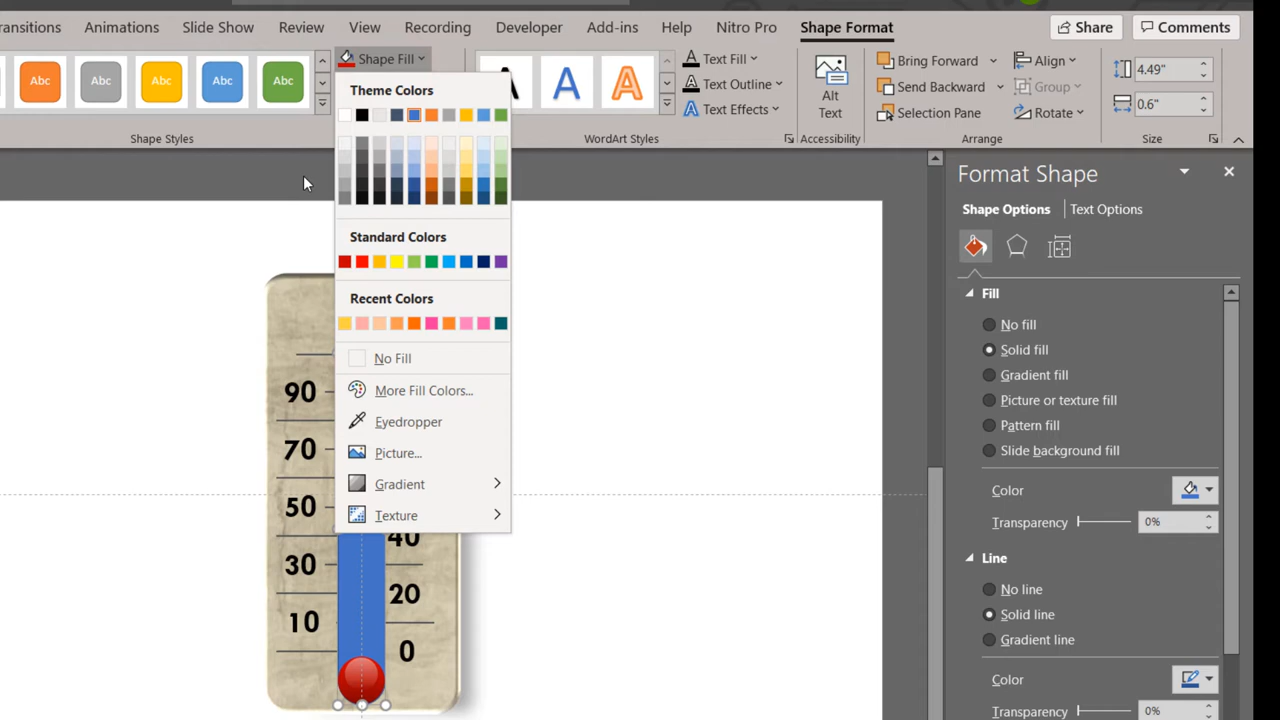 ransitions Animations Slide Show Review View Recording Developer Add-ins Help Nitro Pro Shape Format Share Comments
Abc Abc Abc Abc Abc Shape Fill A A A Text Fill Alt Text Bring Forward Align 4.49"
Text Outline Send Backward Group
Text Effects Selection Pane Rotate 0.6"
Shape Styles WordArt Styles Accessibility Arrange Size
Theme Colors
Standard Colors
Recent Colors
No Fill
More Fill Colors...
Eyedropper
Picture...
Gradient
Texture
90
70
50
40
30
20
10
0
Format Shape
Shape Options Text Options
Fill
No fill
Solid fill
Gradient fill
Picture or texture fill
Pattern fill
Slide background fill
Color
Transparency 0%
Line
No line
Solid line
Gradient line
Color
Transparency 0%